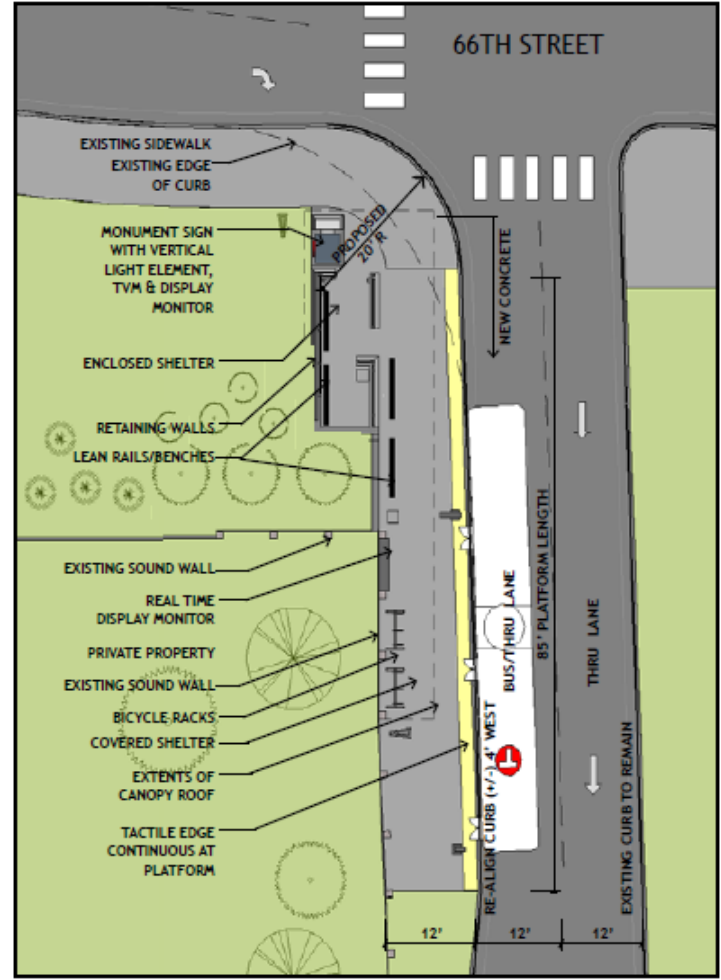 66TH STREET
EXISTING SIDEWALK
EXISTING EDGE
OF CURB
MONUMENT SIGN
WITH VERTICAL
LIGHT ELEMENT,
TVM & DISPLAY
MONITOR
PROPOSED
20' R
NEW CONCRETE
ENCLOSED SHELTER
RETAINING WALLS
LEAN RAILS/BENCHES
EXISTING SOUND WALL
REAL TIME
DISPLAY MONITOR
PRIVATE PROPERTY
EXISTING SOUND WALL
BICYCLE RACKS
COVERED SHELTER
EXTENTS OF
CANOPY ROOF
TACTILE EDGE
CONTINUOUS AT
PLATFORM
RE-ALIGN CURB (+/-) 4' WEST
BUS/THRU LANE
85' PLATFORM LENGTH
THRU LANE
EXISTING CURB TO REMAIN
12'
12'
12'